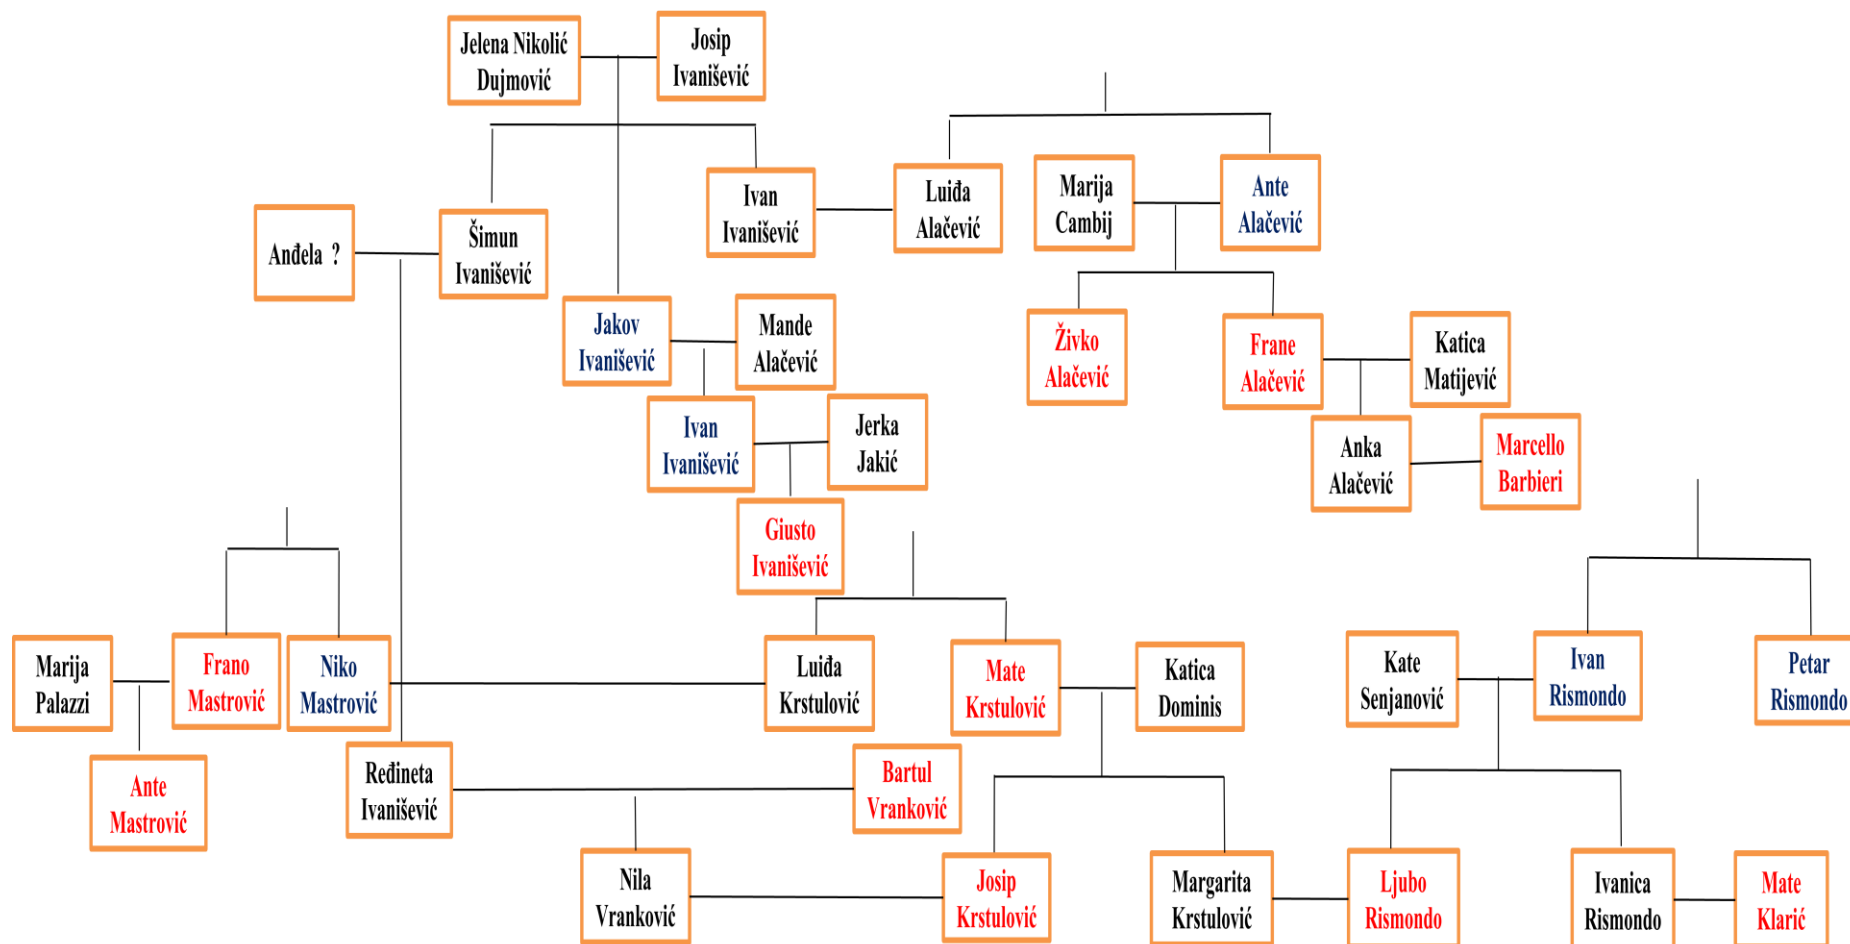 Jelena Nikolić
Dujmović
Josip
Ivanišević
Anđela ?
Šimun
Ivanišević
Ivan
Ivanišević
Luiđa
Alačević
Marija
Cambij
Ante
Alačević
Jakov
Ivanišević
Mande
Alačević
Živko
Alačević
Frane
Alačević
Katica
Matijević
Ivan
Ivanišević
Jerka
Jakić
Anka
Alačević
Marcello
Barbieri
Giusto
Ivanišević
Marija
Palazzi
Frano
Mastrović
Niko
Mastrović
Luiđa
Krstulović
Mate
Krstulović
Katica
Dominis
Kate
Senjanović
Ivan
Rismondo
Petar
Rismondo
Ante
Mastrović
Ređineta
Ivanišević
Bartul
Vranković
Nila
Vranković
Josip
Krstulović
Margarita
Krstulović
Ljubo
Rismondo
Ivanica
Rismondo
Mate
Klarić